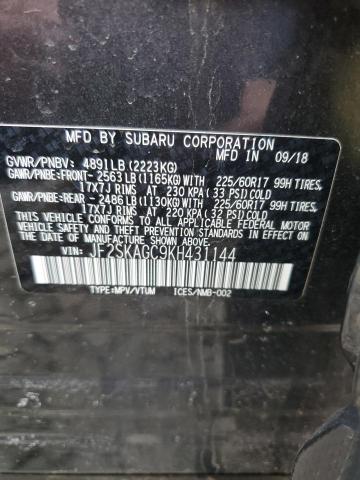 MFD BY SUBARU CORPORATION
MADE IN 09/18
GVWR/PNBV: 4891LB (2223KG)
GAWR/PNBE:FRONT- 2563LB (1165KG)WITH 225/60R17 99H TIRES,
17X7J RIMS AT 230 KPA (33 PSI) COLD
GAWR/PNBE:REAR - 2486LB (1130KG)WITH 225/60R17 99H TIRES,
17X7J RIMS AT 220 KPA (32 PSI) COLD
THIS VEHICLE CONFORMS TO ALL APPLICABLE FEDERAL MOTOR
VEHICLE SAFETY AND THEFT PREVENTION STANDARDS IN EFFECT ON
THE DATE OF MANUFACTURE SHOWN ABOVE
VIN: JF2SKAGC9KH431144
TYPE:MPV/VTUM ICES/NMB-002